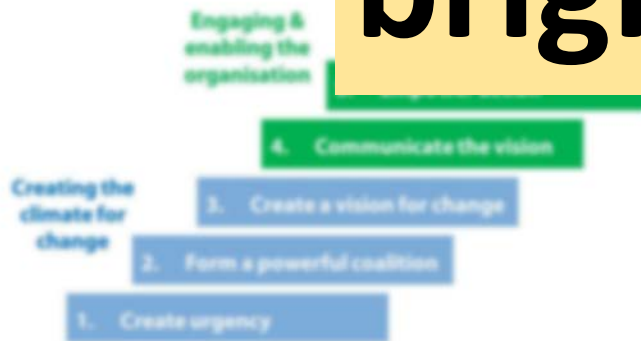 brig
Engaging &
enabling the
organisation
4. Communicate the vision
Creating the
climate for
change
3. Create a vision for change
2. Form a powerful coalition
1. Create urgency